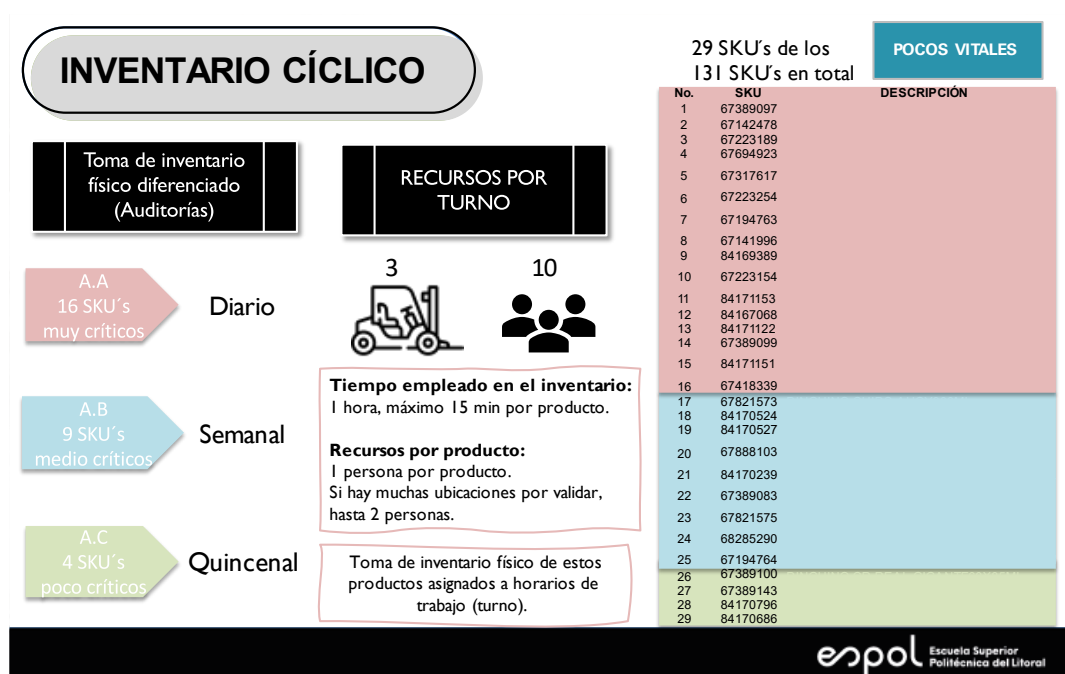 INVENTARIO CÍCLICO
29 SKU´s de los
131 SKU's en total
POCOS VITALES
Toma de inventario
físico diferenciado
(Auditorías)
RECURSOS POR
TURNO
A.A
16 SKU´s
muy críticos
Diario
A.B
9 SKU´s
medio críticos
Semanal
A.C
4 SKU´s
poco críticos
Quincenal
3
10
Tiempo empleado en el inventario:
1 hora, máximo 15 min por producto.
Recursos por producto:
1 persona por producto.
Si hay muchas ubicaciones por validar,
hasta 2 personas.
Toma de inventario físico de estos
productos asignados a horarios de
trabajo (turno).
No. SKU DESCRIPCIÓN
1 67389097
2 67142478
3 67223189
4 67694923
5 67317617
6 67223254
7 67194763
8 67141996
9 84169389
10 67223154
11 84171153
12 84167068
13 84171122
14 67389099
15 84171151
16 67418339
17 67821573
18 84170524
19 84170527
20 67888103
21 84170239
22 67389083
23 67821575
24 68285290
25 67194764
26 67389100
27 67389143
28 84170796
29 84170686
espol Escuela Superior
Politécnica del Litoral